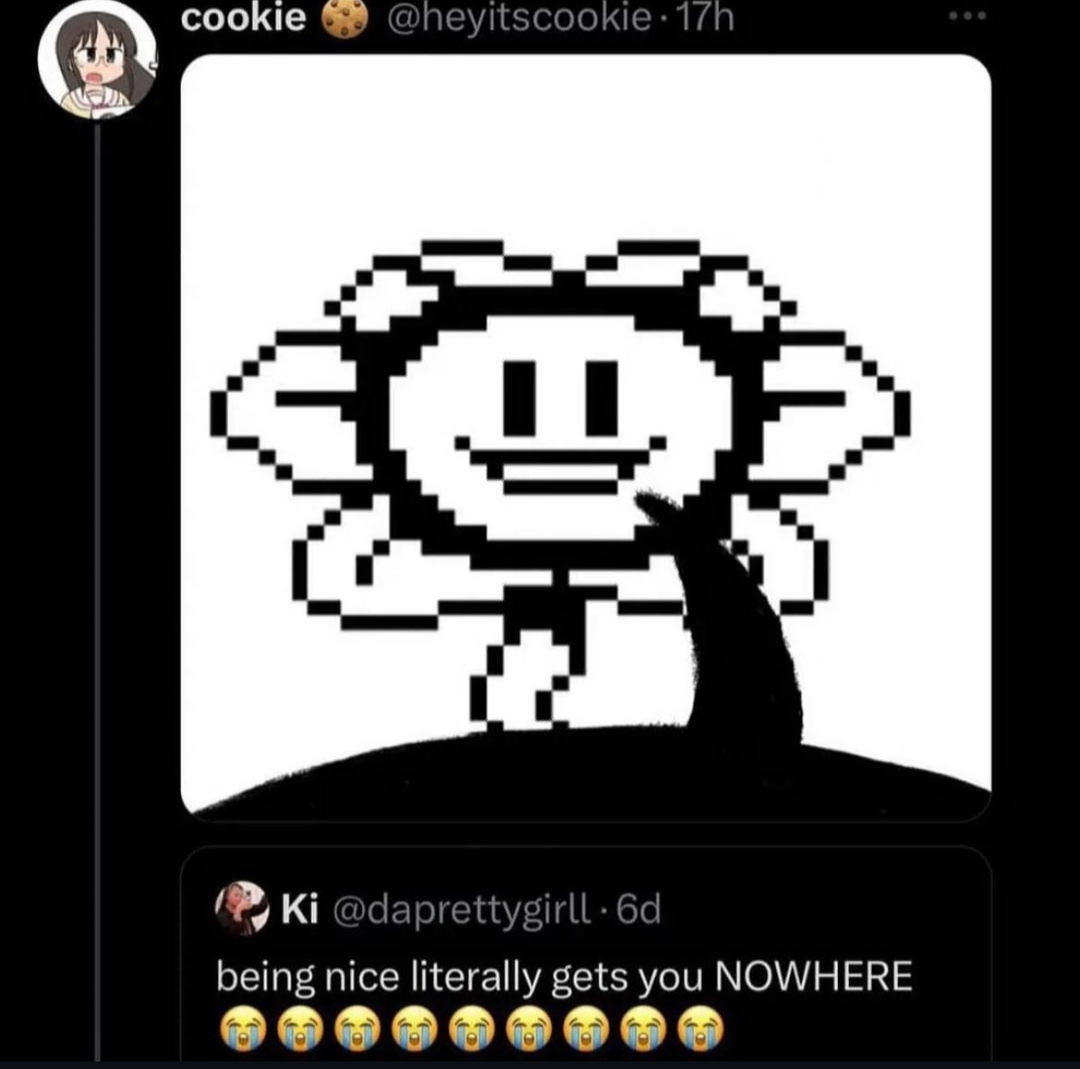 cookie 🍪 @heyitscookie · 17h
Ki @daprettygirll · 6d
being nice literally gets you NOWHERE
😭😭😭😭😭😭😭😭😭